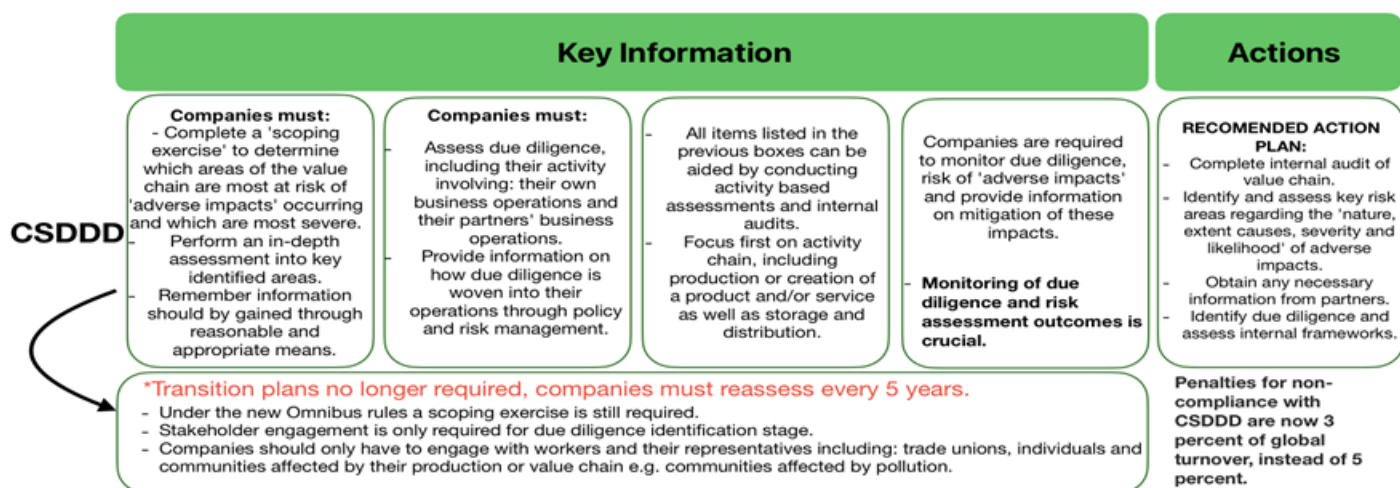 Key Information
Actions
CSDDD
Companies must:
- Complete a 'scoping
exercise' to determine
which areas of the value
chain are most at risk of
'adverse impacts' occurring
and which are most severe.
- Perform an in-depth
assessment into key
identified areas.
- Remember information
should by gained through
reasonable and
appropriate means.
Companies must:
- Assess due diligence,
including their activity
involving: their own
business operations and
their partners' business
operations.
- Provide information on
how due diligence is
woven into their
operations through policy
and risk management.
- All items listed in the
previous boxes can be
aided by conducting
activity based
assessments and internal
audits.
- Focus first on activity
chain, including
production or creation of
a product and/or service
as well as storage and
distribution.
Companies are required
to monitor due diligence,
risk of 'adverse impacts'
and provide information
on mitigation of these
impacts.
- Monitoring of due
diligence and risk
assessment outcomes is
crucial.
RECOMENDED ACTION
PLAN:
- Complete internal audit of
value chain.
- Identify and assess key risk
areas regarding the 'nature,
extent causes, severity and
likelihood' of adverse
impacts.
- Obtain any necessary
information from partners.
- Identify due diligence and
assess internal frameworks.
*Transition plans no longer required, companies must reassess every 5 years.
- Under the new Omnibus rules a scoping exercise is still required.
- Stakeholder engagement is only required for due diligence identification stage.
- Companies should only have to engage with workers and their representatives including: trade unions, individuals and
communities affected by their production or value chain e.g. communities affected by pollution.
Penalties for non-
compliance with
CSDDD are now 3
percent of global
turnover, instead of 5
percent.